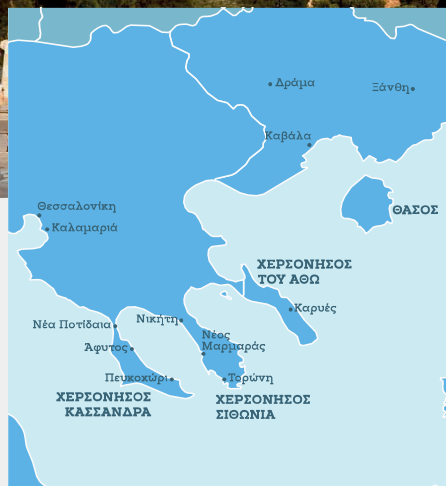 Δράμα
Ξάνθη
Καβάλα
Θεσσαλονίκη
Καλαμαριά
ΘΑΣΟΣ
ΧΕΡΣΟΝΗΣΟΣ
ΤΟΥ ΑΘΩ
Καρυές
Νέα Ποτίδαια
Νικήτη
Νέος
Μαρμαράς
Άφυτος
Πευκοχώρι
Τορώνη
ΧΕΡΣΟΝΗΣΟΣ
ΚΑΣΣΑΝΔΡΑ
ΧΕΡΣΟΝΗΣΟΣ
ΣΙΘΩΝΙΑ